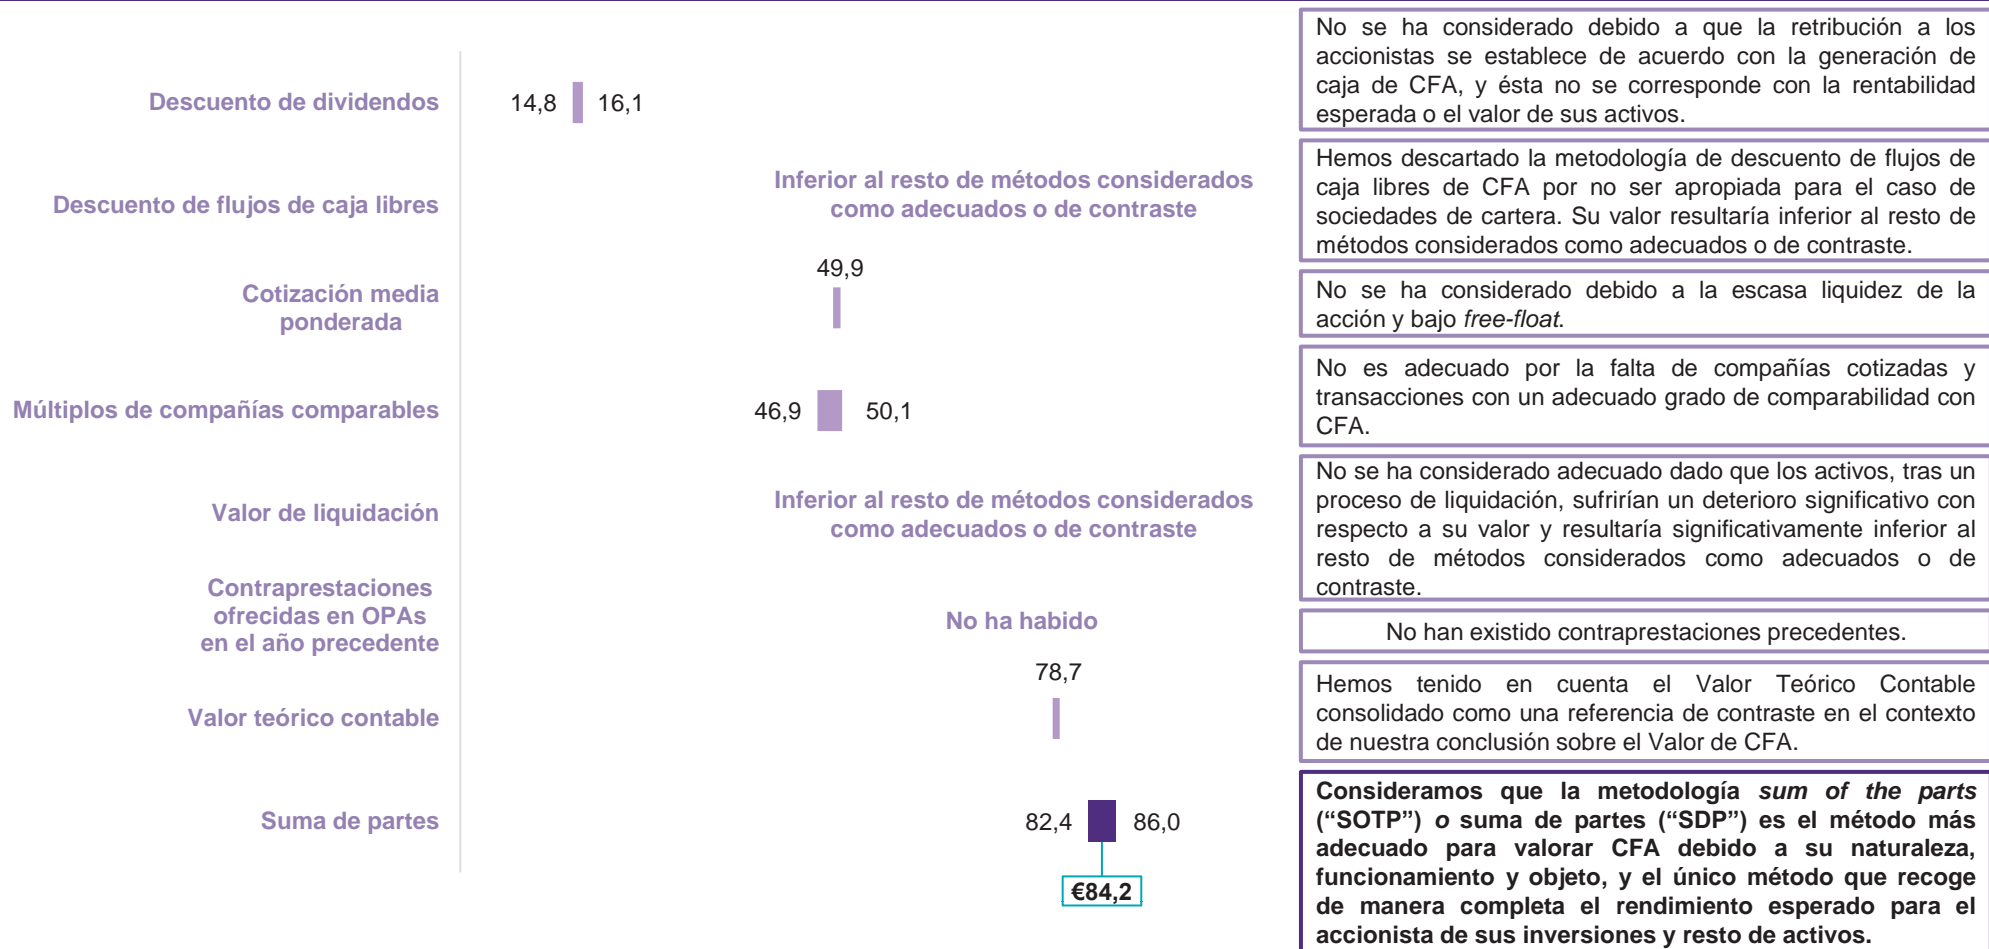 Descuento de dividendos
14,8
16,1
No se ha considerado debido a que la retribución a los
accionistas se establece de acuerdo con la generación de
caja de CFA, y ésta no se corresponde con la rentabilidad
esperada o el valor de sus activos.
Descuento de flujos de caja libres
Inferior al resto de métodos considerados
como adecuados o de contraste
Hemos descartado la metodología de descuento de flujos de
caja libres de CFA por no ser apropiada para el caso de
sociedades de cartera. Su valor resultaría inferior al resto de
métodos considerados como adecuados o de contraste.
Cotización media
ponderada
49,9
No se ha considerado debido a la escasa liquidez de la
acción y bajo free-float.
Múltiplos de compañías comparables
46,9
50,1
No es adecuado por la falta de compañías cotizadas y
transacciones con un adecuado grado de comparabilidad con
CFA.
Valor de liquidación
Inferior al resto de métodos considerados
como adecuados o de contraste
No se ha considerado adecuado dado que los activos, tras un
proceso de liquidación, sufrirían un deterioro significativo con
respecto a su valor y resultaría significativamente inferior al
resto de métodos considerados como adecuados o de
contraste.
Contraprestaciones
ofrecidas en OPAs
en el año precedente
No ha habido
No han existido contraprestaciones precedentes.
Valor teórico contable
78,7
Hemos tenido en cuenta el Valor Teórico Contable
consolidado como una referencia de contraste en el contexto
de nuestra conclusión sobre el Valor de CFA.
Suma de partes
82,4
86,0
€84,2
Consideramos que la metodología sum of the parts
(“SOTP”) o suma de partes (“SDP”) es el método más
adecuado para valorar CFA debido a su naturaleza,
funcionamiento y objeto, y el único método que recoge
de manera completa el rendimiento esperado para el
accionista de sus inversiones y resto de activos.